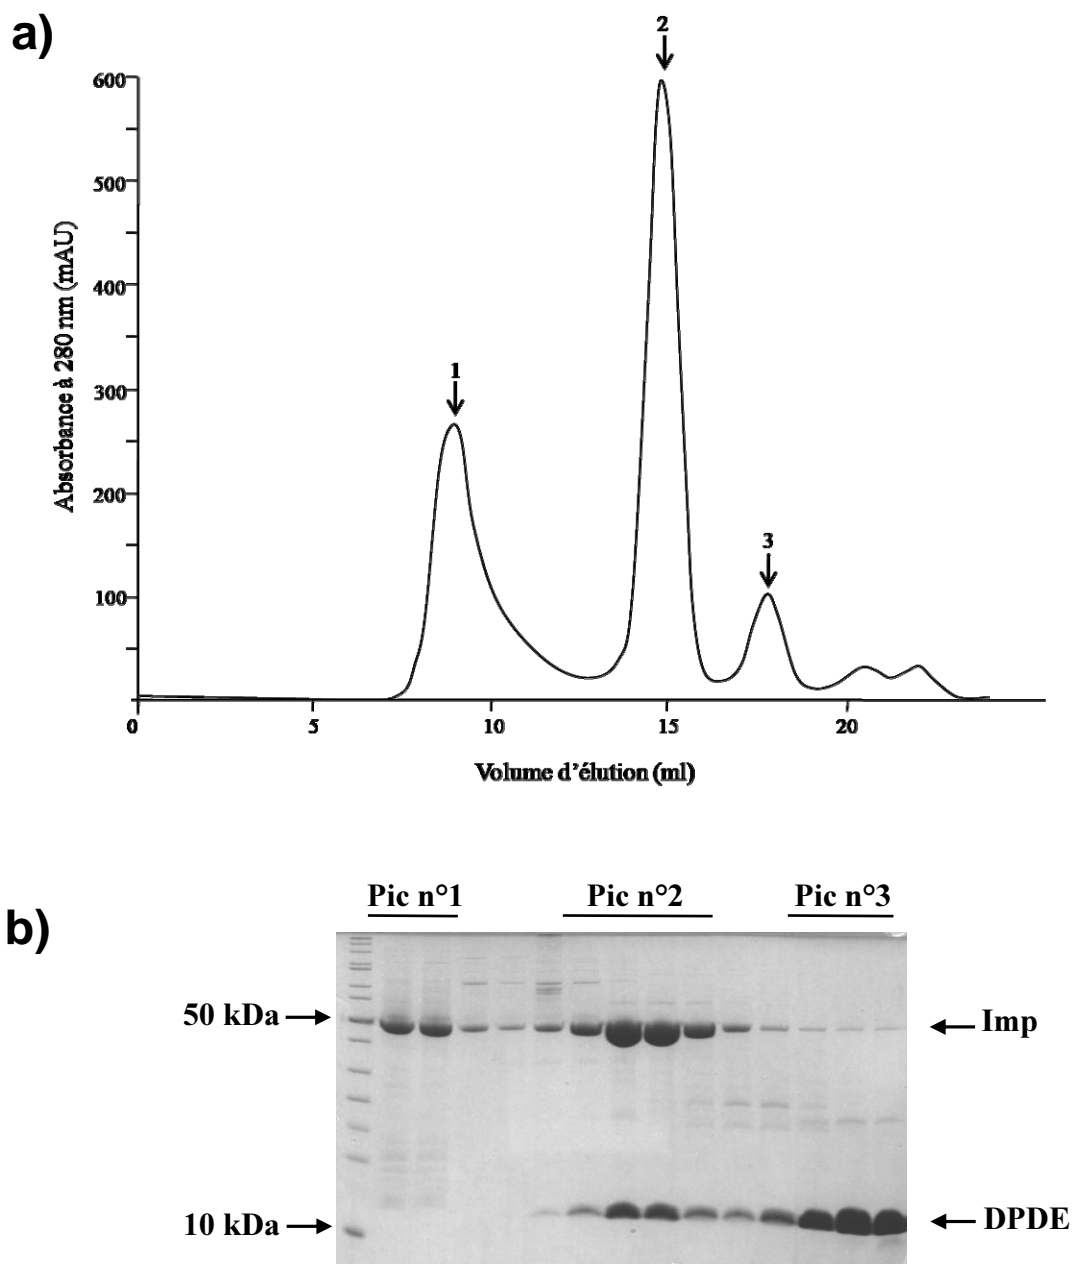 a)
2
600
500
400
300
200
100
1
3
0
5
10
15
20
Absorbance à 280 nm (mAU)
Volume d'élution (ml)
b)
Pic n°1
Pic n°2
Pic n°3
50 kDa
Imp
10 kDa
DPDE